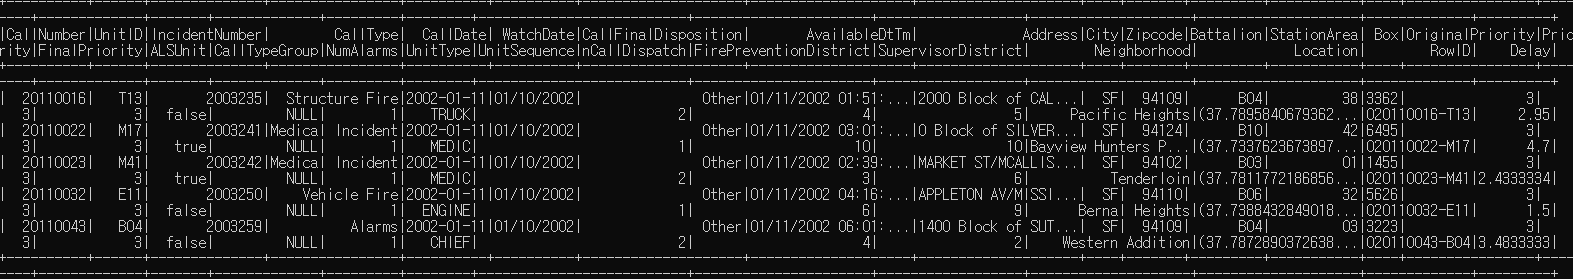 |CallNumber|UnitID|IncidentNumber|        CallType|  CallDate| WatchDate|CallFinalDisposition|       AvailableDtTm|             Address|City|Zipcode|Battalion|StationArea| Box|OriginalPriority|Prio
rity|FinalPriority|ALSUnit|CallTypeGroup|NumAlarms|UnitType|UnitSequenceInCallDispatch|FirePreventionDistrict|SupervisorDistrict|        Neighborhood|            Location|        RowID|    Delay|
|  20110016|   T13|       2003235|  Structure Fire|2002-01-11|01/10/2002|               Other|01/11/2002 01:51:...|2000 Block of CAL...|  SF|  94109|      B04|         38|3362|               3|
3|            3|  false|         NULL|        1|   TRUCK|                         2|                     4|                 5|     Pacific Heights|(37.7895840679362...|020110016-T13|     2.95|
|  20110022|   M17|       2003241|Medical Incident|2002-01-11|01/10/2002|               Other|01/11/2002 03:01:...|0 Block of SILVER...|  SF|  94124|      B10|         42|6495|               3|
3|            3|   true|         NULL|        1|   MEDIC|                         1|                    10|                10|Bayview Hunters P...|(37.7337623673897...|020110022-M17|      4.7|
|  20110023|   M41|       2003242|Medical Incident|2002-01-11|01/10/2002|               Other|01/11/2002 02:39:...|MARKET ST/MCALLIS...|  SF|  94102|      B03|         01|1455|               3|
3|            3|   true|         NULL|        1|   MEDIC|                         2|                     3|                 6|          Tenderloin|(37.7811772186856...|020110023-M41|2.4333334|
|  20110032|   E11|       2003250|    Vehicle Fire|2002-01-11|01/10/2002|               Other|01/11/2002 04:16:...|APPLETON AV/MISSI...|  SF|  94110|      B06|         32|5626|               3|
3|            3|  false|         NULL|        1|  ENGINE|                         1|                     6|                 9|      Bernal Heights|(37.7388432849018...|020110032-E11|      1.5|
|  20110043|   B04|       2003259|          Alarms|2002-01-11|01/10/2002|               Other|01/11/2002 06:01:...|1400 Block of SUT...|  SF|  94109|      B04|         03|3223|               3|
3|            3|  false|         NULL|        1|   CHIEF|                         2|                     4|                 2|    Western Addition|(37.7872890372638...|020110043-B04|3.4833333|